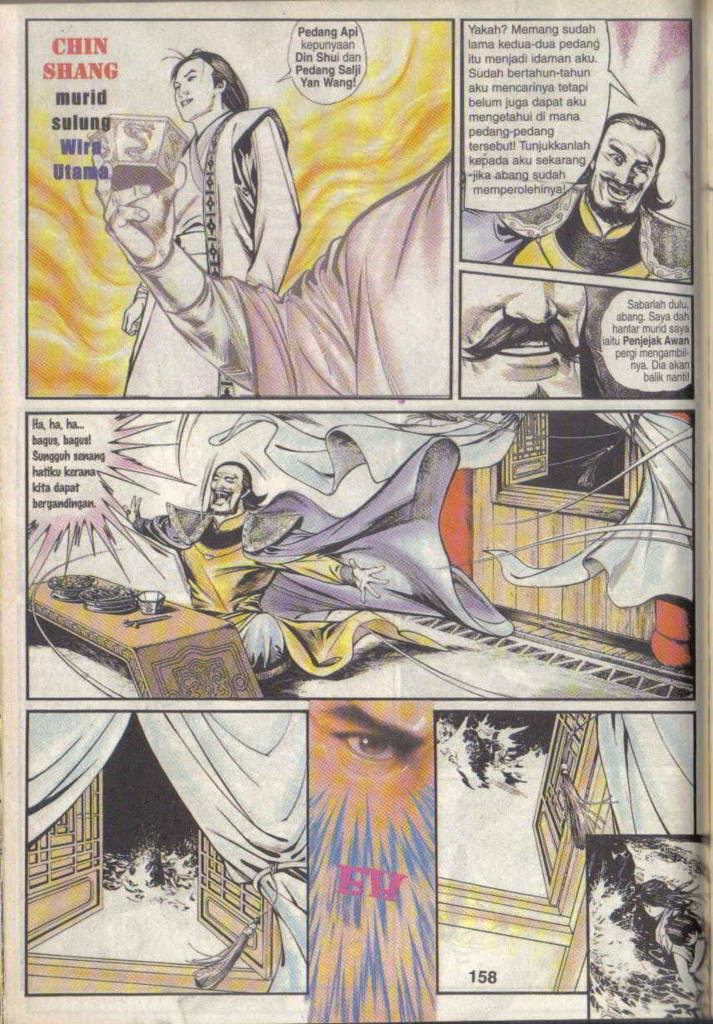 CHIN
SHANG
murid
sulung
Wira
Utama
Pedang Api
kepunyaan
Din Shui dan
Pedang Salji
Yan Wang!
Yakah? Memang sudah
lama kedua-dua pedang
itu menjadi idaman aku.
Sudah bertahun-tahun
aku mencarinya tetapi
belum juga dapat aku
mengetahui di mana
pedang-pedang
tersebut! Tunjukkanlah
kepada aku sekarang
jika abang sudah
memperolehinya!
Sabarlah dulu,
abang. Saya dah
hantar murid saya
iaitu Penjejak Awan
pergi mengambil-
nya. Dia akan
balik nanti!
Ha, ha, ha...
bagus, bagus!
Sungguh senang
hatiku kerana
kita dapat
bergandingan.
158